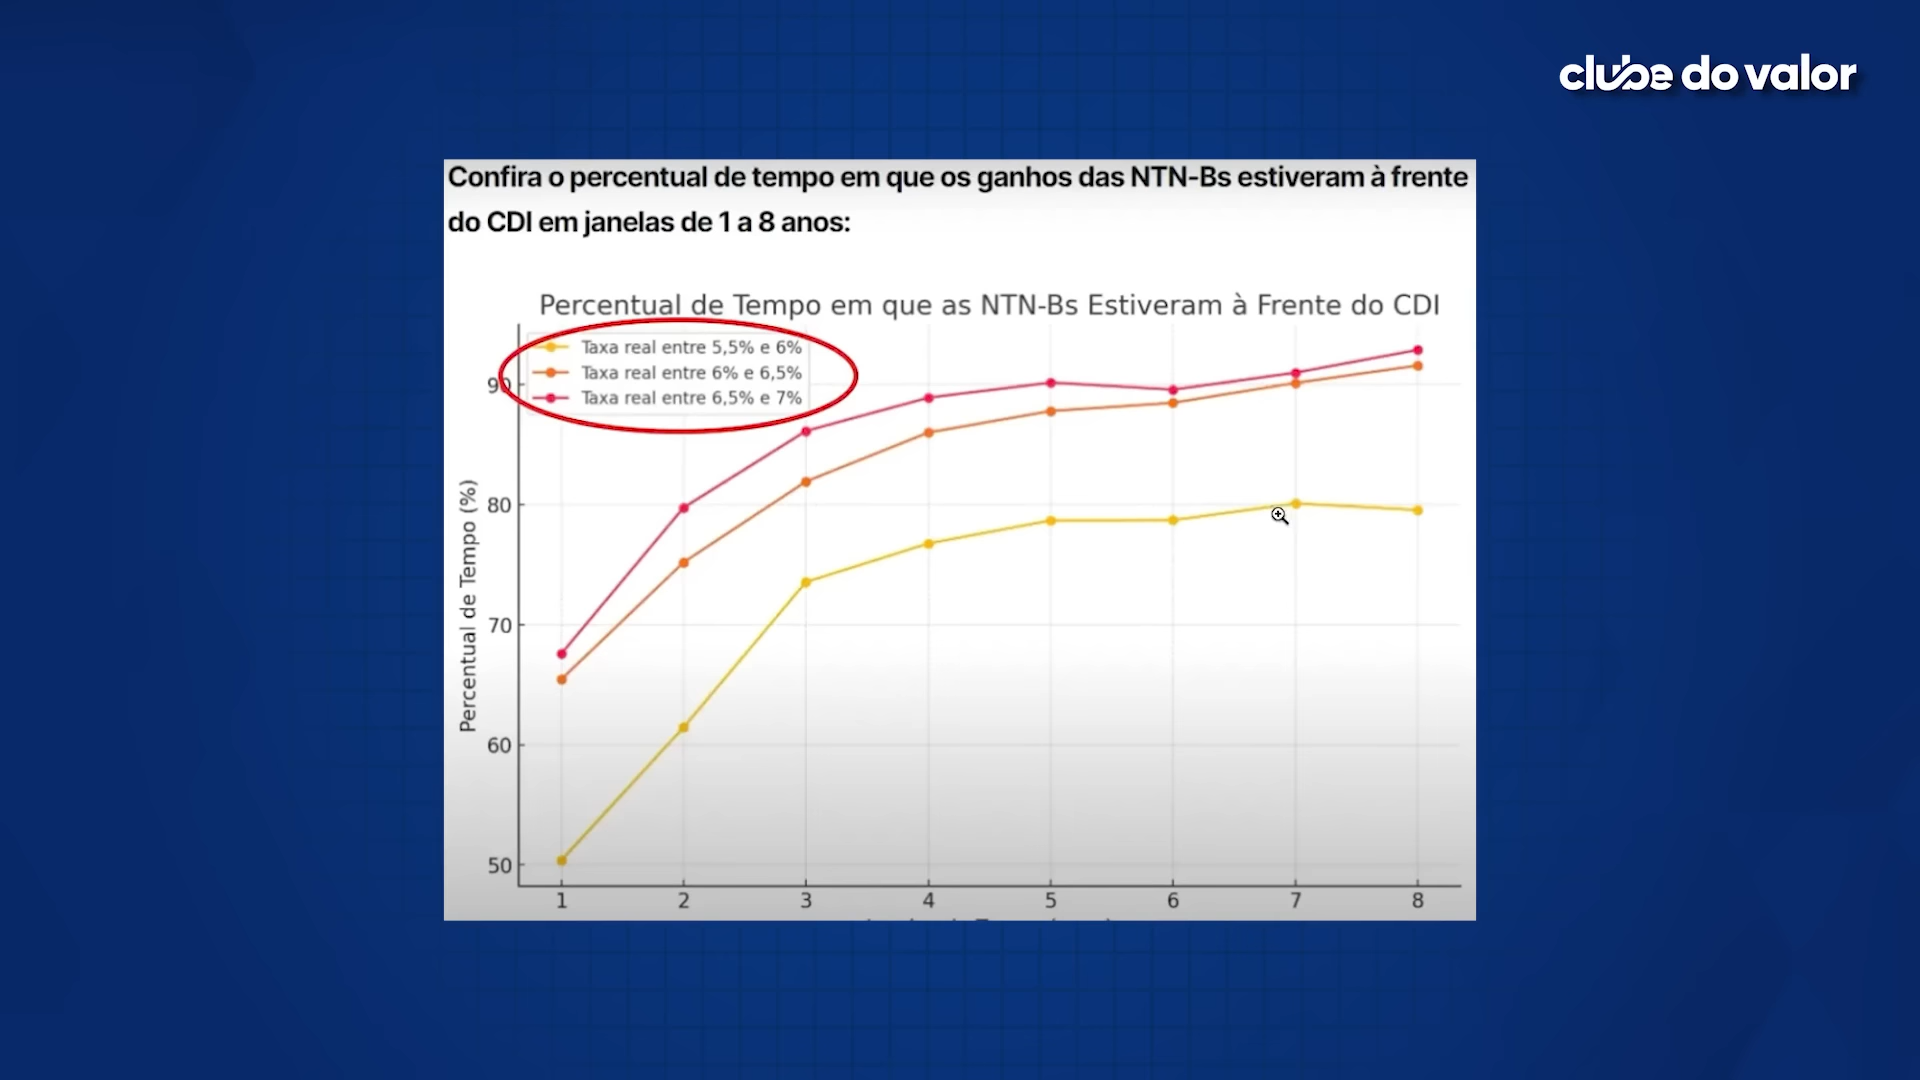 clube do valor
Confira o percentual de tempo em que os ganhos das NTN-Bs estiveram à frente
do CDI em janelas de 1 a 8 anos:
Percentual de Tempo em que as NTN-Bs Estiveram à Frente do CDI
Taxa real entre 5,5% e 6%
Taxa real entre 6% e 6,5%
Taxa real entre 6,5% e 7%
Percentual de Tempo (%)
90
80
70
60
50
1 2 3 4 5 6 7 8